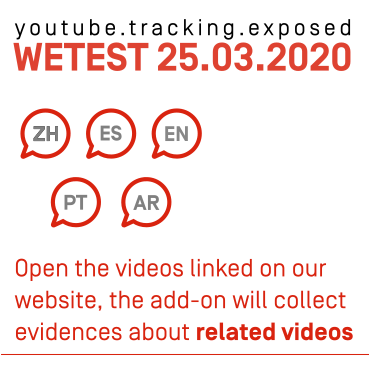 youtube.tracking.exposed
WETEST 25.03.2020
ZH ES EN
PT AR
Open the videos linked on our
website, the add-on will collect
evidences about related videos